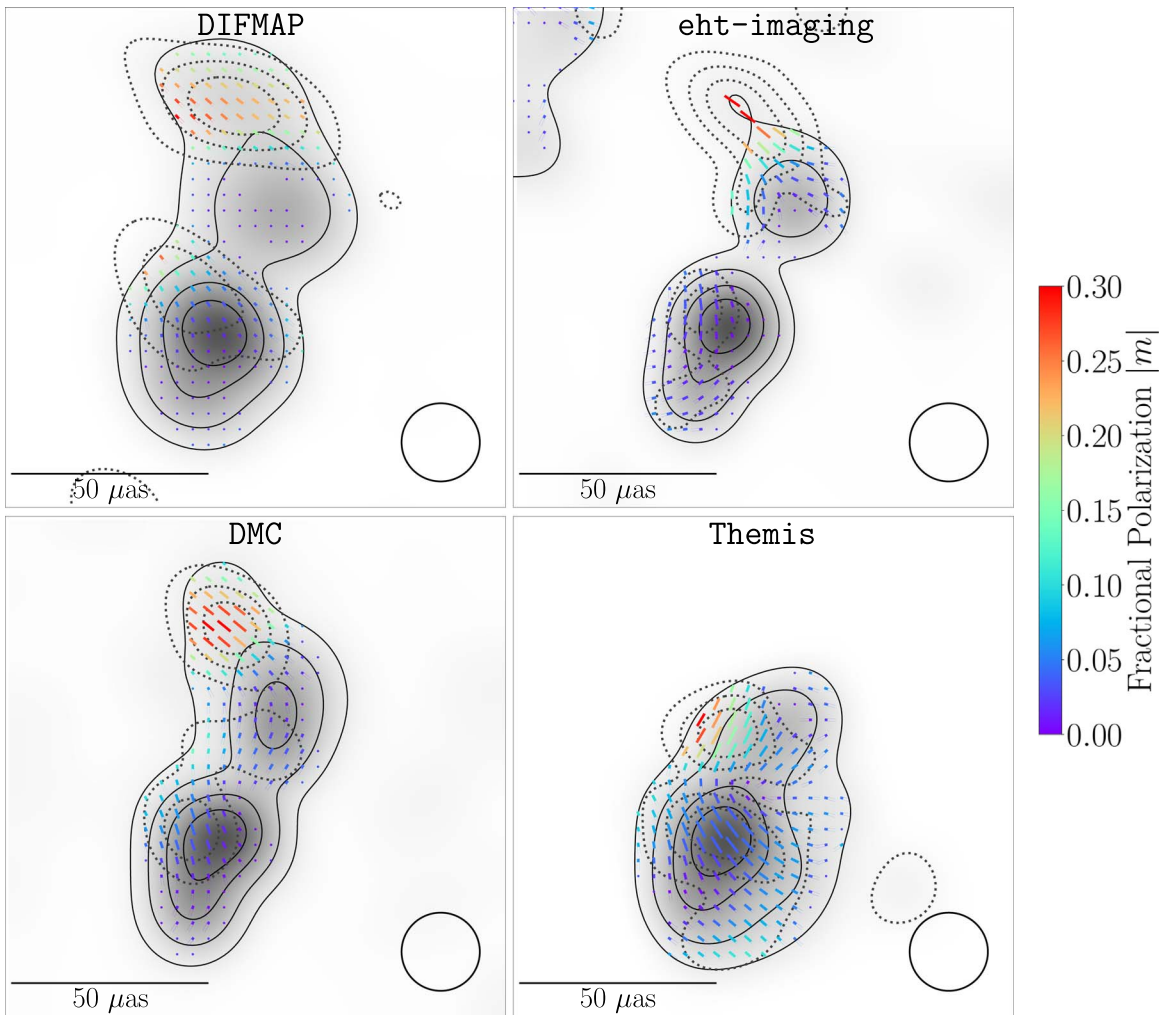 DIFMAP
eht-imaging
50 μas
50 μas
DMC
Themis
50 μas
50 μas
0.30
0.25
0.20
0.15
0.10
0.05
0.00
Fractional Polarization |m|